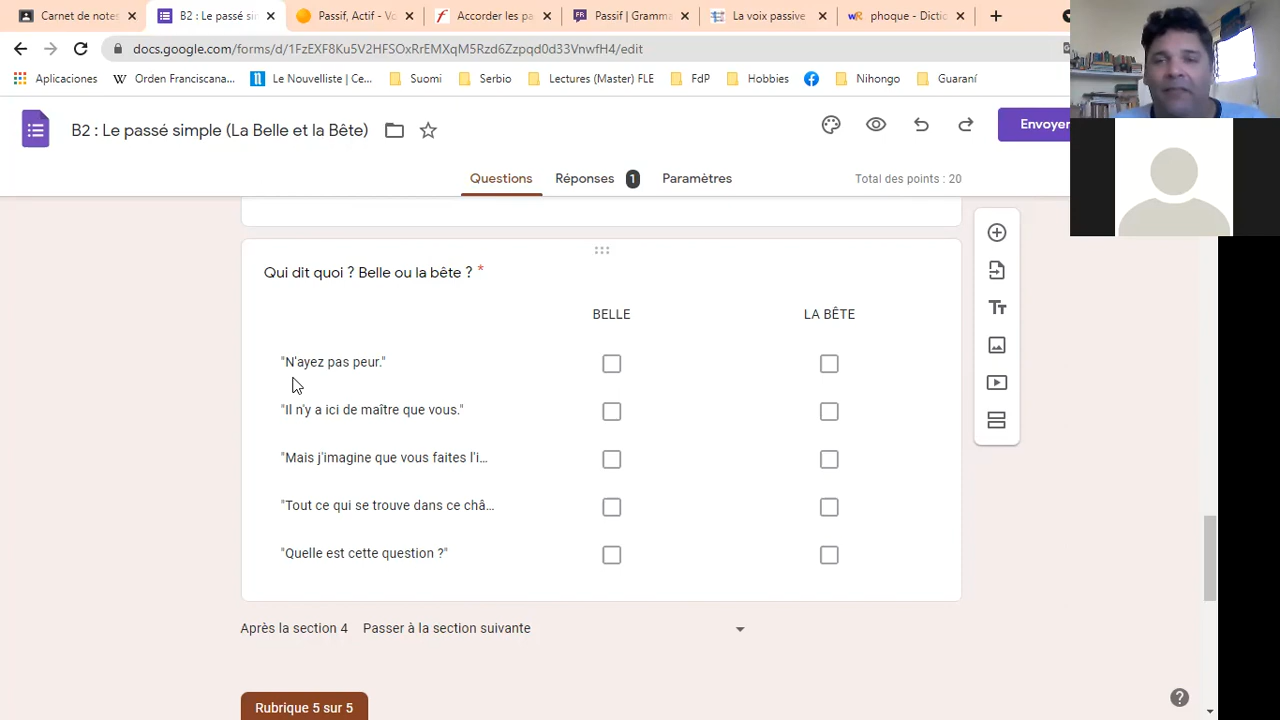 Carnet de notes
B2 : Le passé sim
Passif, Actif - Vo
Accorder les pa
Passif | Gramma
La voix passive
phoque - Dictio
docs.google.com/forms/d/1FzEXF8Ku5V2HFSOxRrEMXqM5Rzd6Zzpqd0d33VnwfH4/edit
Aplicaciones
Orden Franciscana...
Le Nouvelliste | Ce...
Suomi
Serbio
Lectures (Master) FLE
FdP
Hobbies
Nihongo
Guaraní
B2 : Le passé simple (La Belle et la Bête)
Envoyer
Questions
Réponses 1
Paramètres
Total des points : 20
Qui dit quoi ? Belle ou la bête ? *
BELLE
LA BÊTE
"N'ayez pas peur."
"Il n'y a ici de maître que vous."
"Mais j'imagine que vous faites l'i...
"Tout ce qui se trouve dans ce châ...
"Quelle est cette question ?"
Après la section 4 Passer à la section suivante
Rubrique 5 sur 5